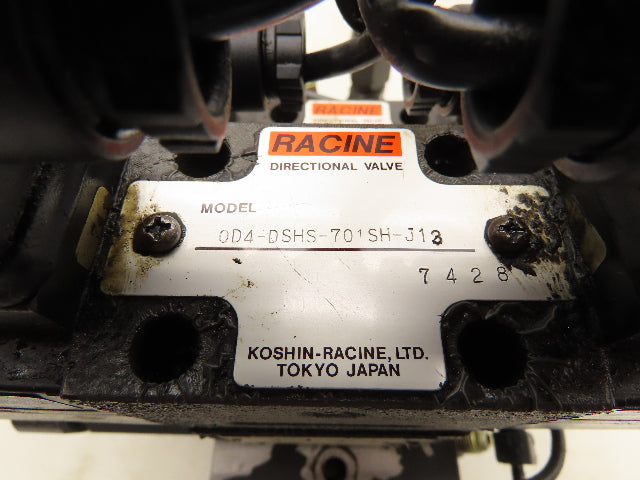 RACINE
RACINE
DIRECTIONAL VALVE
MODEL
OD4-DSHS-701SH-J13
7428
KOSHIN-RACINE, LTD.
TOKYO JAPAN